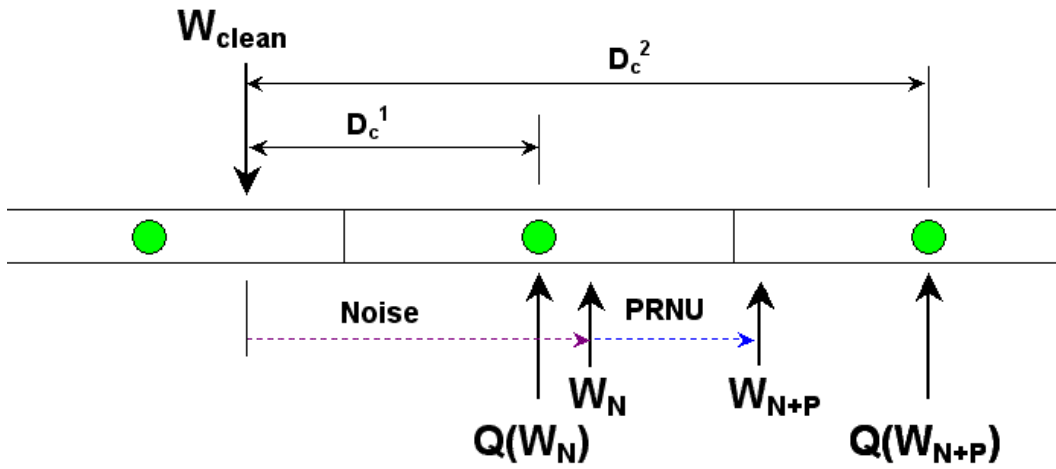 W_clean
D_c^2
D_c^1
Noise
PRNU
W_N
W_N+P
Q(W_N)
Q(W_N+P)